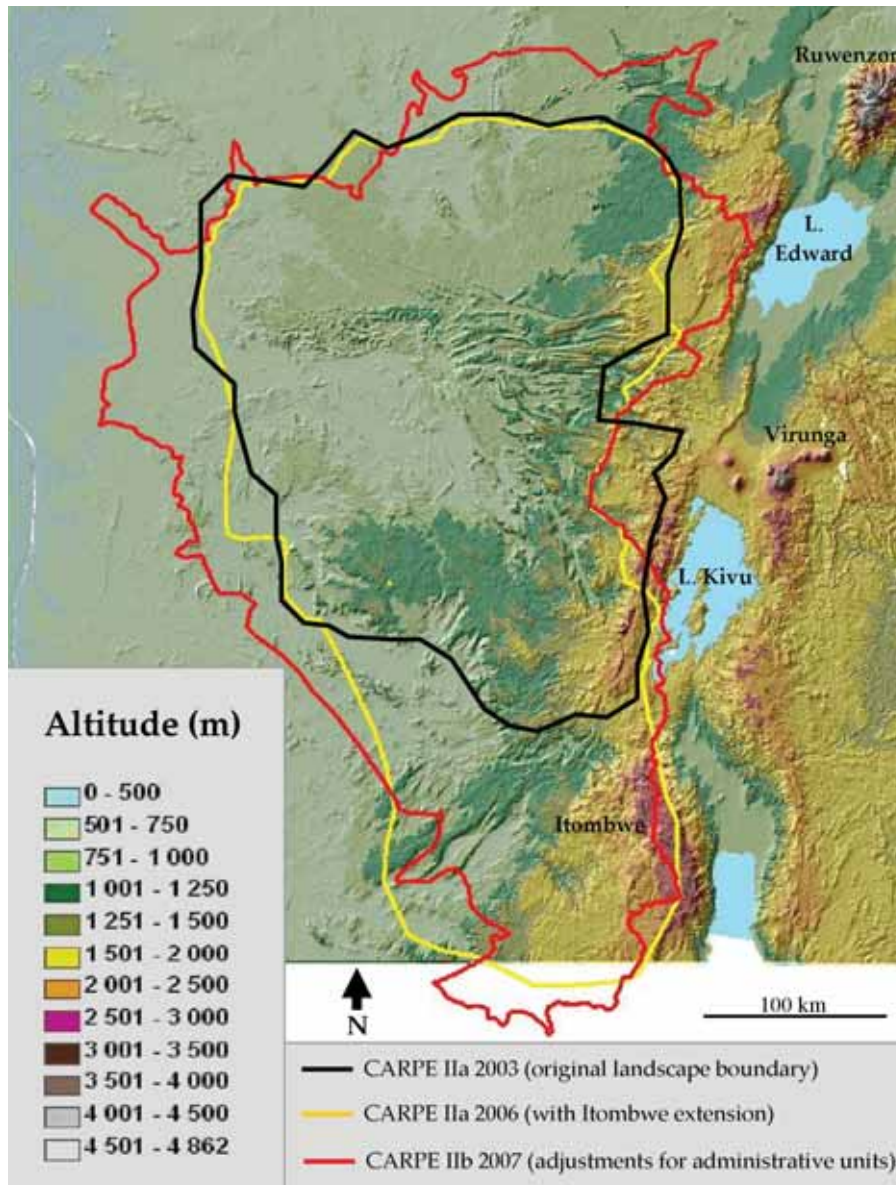 Ruwenzor
L.
Edward
Virunga
L. Kivu
Itombwe
Altitude (m)
0 - 500
501 - 750
751 - 1 000
1 001 - 1 250
1 251 - 1 500
1 501 - 2 000
2 001 - 2 500
2 501 - 3 000
3 001 - 3 500
3 501 - 4 000
4 001 - 4 500
4 501 - 4 862
N
100 km
CARPE IIa 2003 (original landscape boundary)
CARPE IIa 2006 (with Itombwe extension)
CARPE IIb 2007 (adjustments for administrative units)